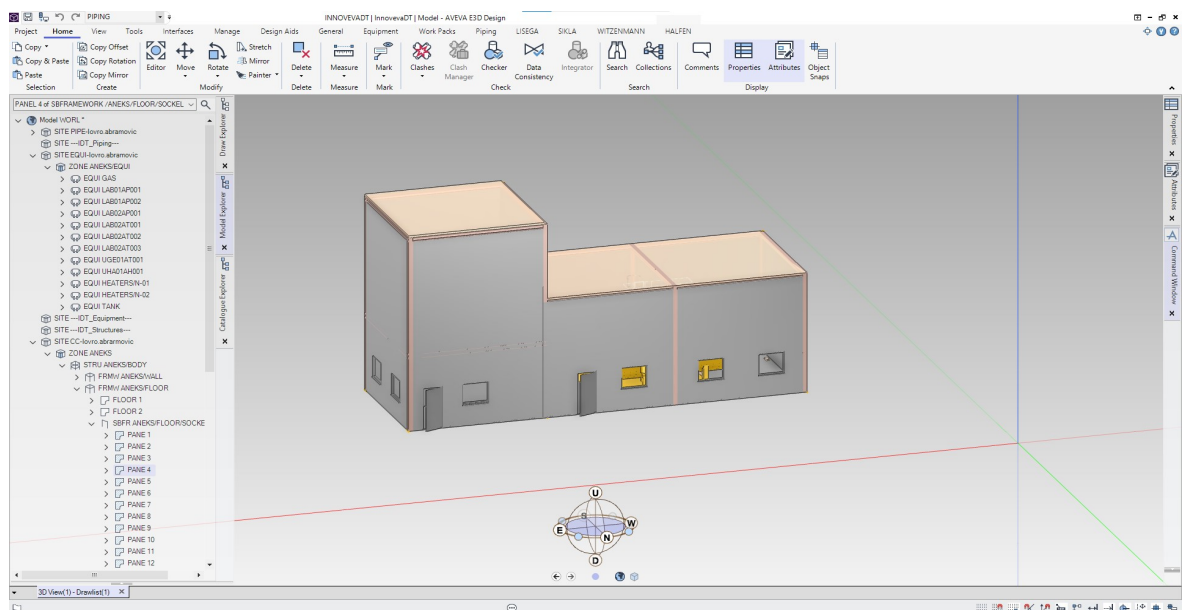 PIPING
INNOVEVADT | InnovevaDT | Model - AVEVA E3D Design
Project Home View Tools Interfaces Manage Design Aids General Equipment Work Packs Piping LISEGA SIKLA WITZENMANN HALFEN
Copy Copy Offset Stretch
Copy & Paste Copy Rotation Mirror
Paste Copy Mirror Painter
Editor Move Rotate Delete Measure Mark Clashes Clash Manager Checker Data Consistency Integrator Search Collections Comments Properties Attributes Object Snaps
Selection Create Modify Delete Measure Mark Check Search Display
PANEL 4 of SBFRAMEWORK /ANEKS/FLOOR/SOCKEL
Model WORL *
SITE PIPE-lovro.abramovic
SITE ---IDT_Piping---
SITE EQUI-lovro.abramovic
ZONE ANEKS/EQUI
EQUI GAS
EQUI LAB01AP001
EQUI LAB01AP002
EQUI LAB02AP001
EQUI LAB02AT001
EQUI LAB02AT002
EQUI LAB02AT003
EQUI UGE01AT001
EQUI UHA01AH001
EQUI HEATERS/N-01
EQUI HEATERS/N-02
EQUI TANK
SITE ---IDT_Equipment---
SITE ---IDT_Structures---
SITE CC-lovro.abrarmovic
ZONE ANEKS
STRU ANEKS/BODY
FRMW ANEKS/WALL
FRMW ANEKS/FLOOR
FLOOR 1
FLOOR 2
SBFR ANEKS/FLOOR/SOCKE
PANE 1
PANE 2
PANE 3
PANE 4
PANE 5
PANE 6
PANE 7
PANE 8
PANE 9
PANE 10
PANE 11
PANE 12
Draw Explorer
Model Explorer
Catalogue Explorer
Properties
Attributes
Command Window
U
S
E
W
N
D
3D View(1) - Drawlist(1)